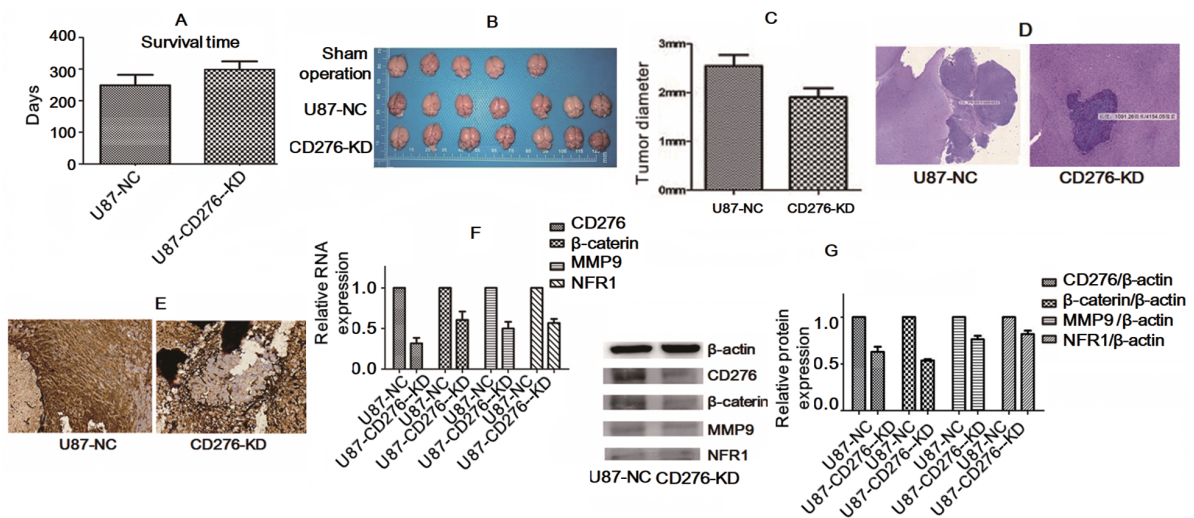 A
Survival time
400
300
200
100
0
Days
U87-NC
U87-CD276--KD
B
Sham
operation
U87-NC
CD276-KD
C
3mm
2mm
1mm
0mm
Tumor diameter
U87-NC
CD276-KD
D
U87-NC
CD276-KD
E
U87-NC
CD276-KD
F
CD276
β-caterin
MMP9
NFR1
Relative RNA
expression
1.0
0.5
0.0
U87-NC
U87-CD276--KD
U87-NC
U87-CD276--KD
U87-NC
U87-CD276--KD
U87-NC
U87-CD276--KD
β-actin
CD276
β-caterin
MMP9
NFR1
U87-NC CD276-KD
G
CD276/β-actin
β-caterin/β-actin
MMP9/β-actin
NFR1/β-actin
Relative protein
expression
1.0
0.5
0.0
U87-NC
U87-CD276--KD
U87-NC
U87-CD276--KD
U87-NC
U87-CD276--KD
U87-NC
U87-CD276--KD